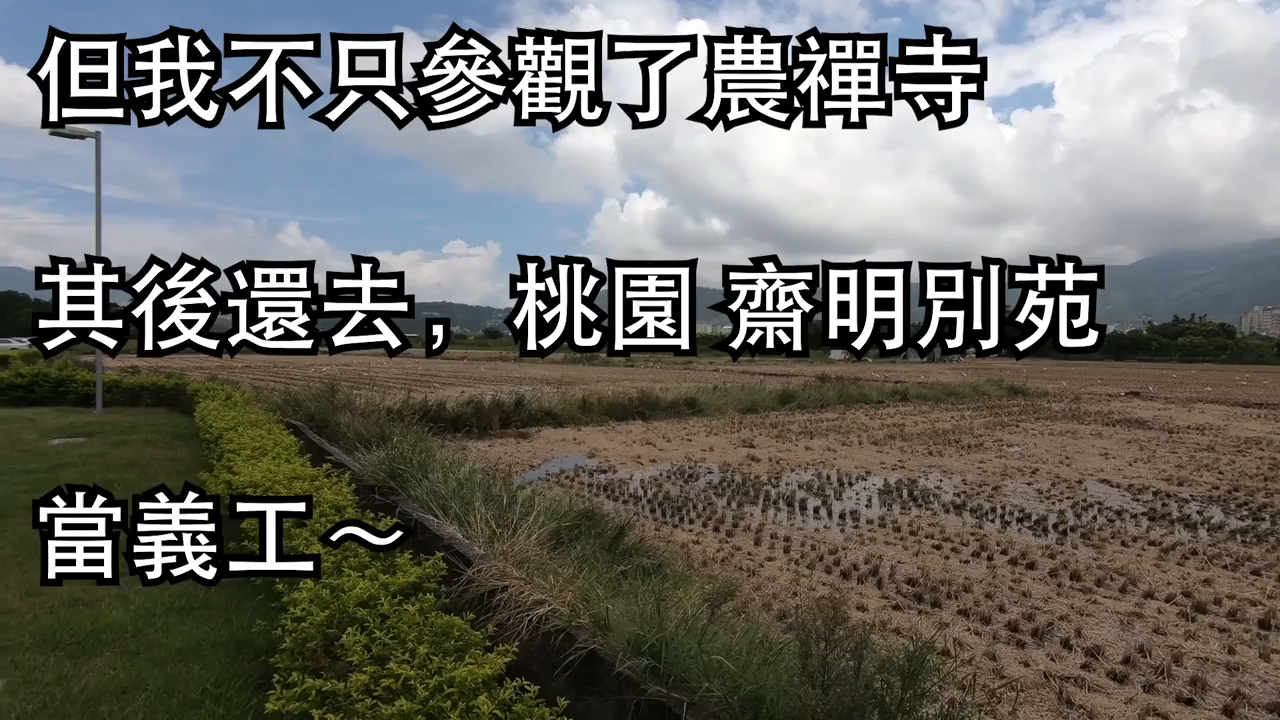 但我不只參觀了農禪寺
其後還去，桃園 齋明別苑
當義工～